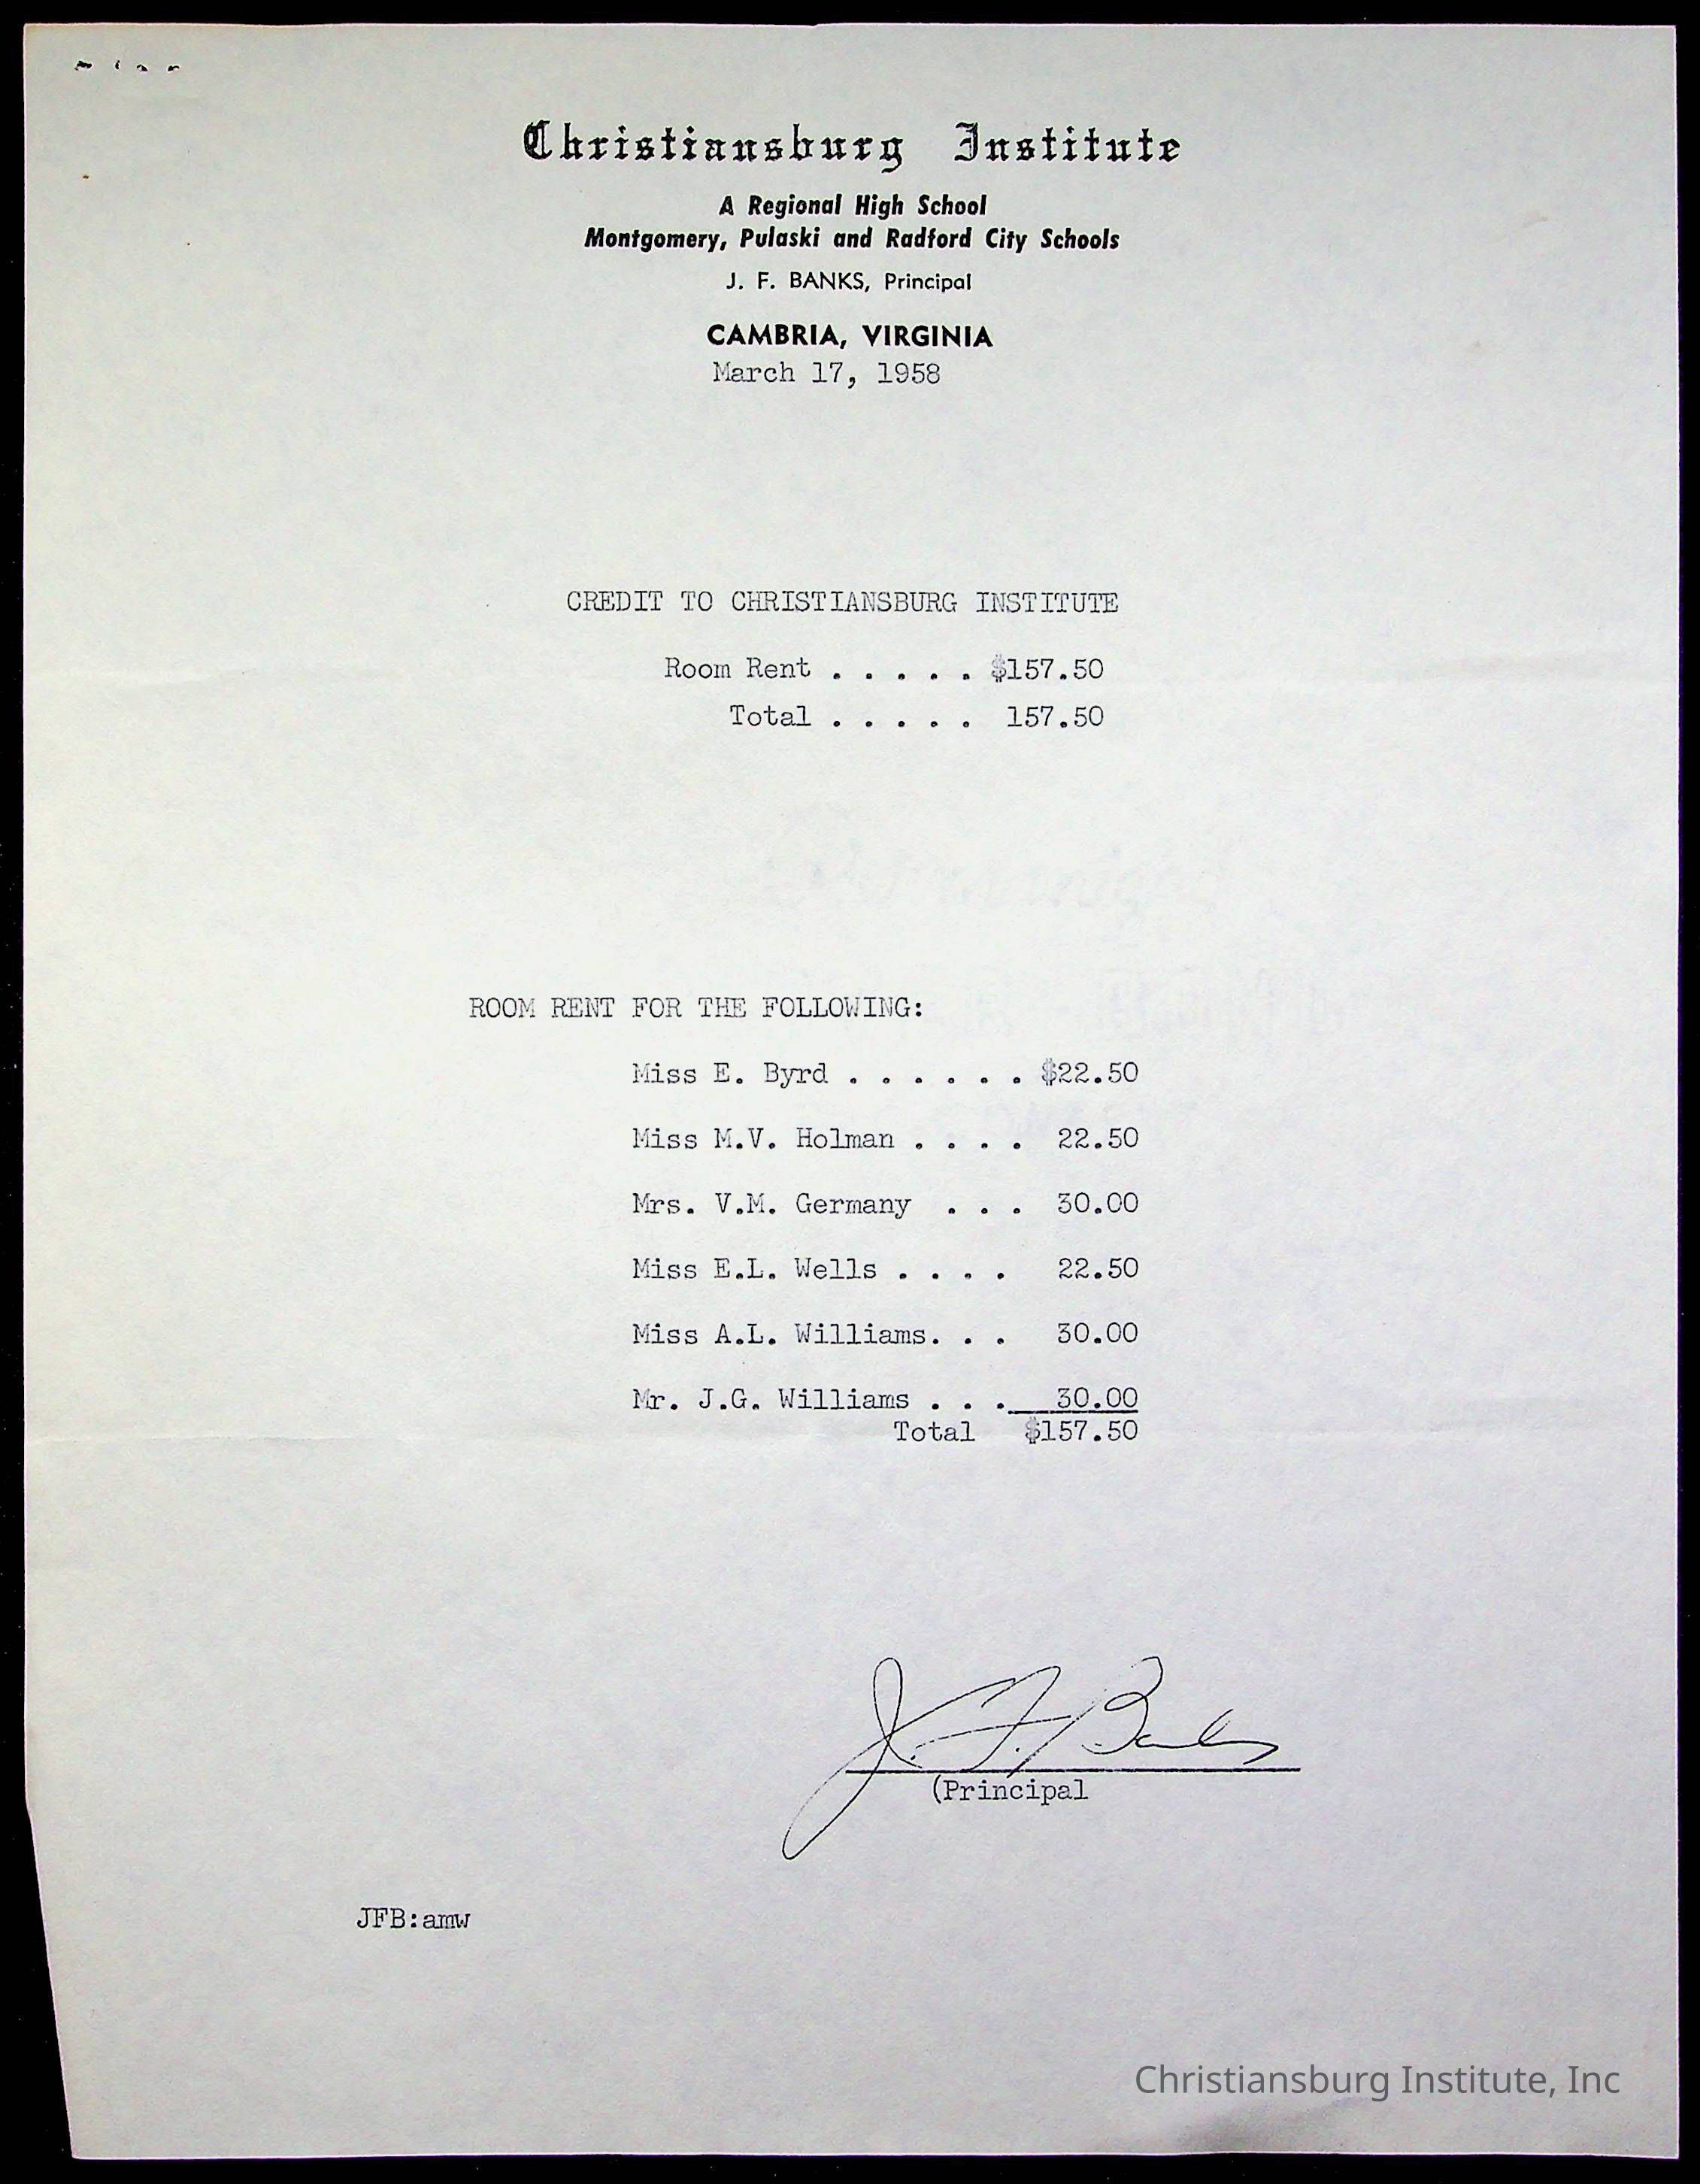 Christiansburg Institute
A Regional High School
Montgomery, Pulaski and Radford City Schools
J. F. BANKS, Principal
CAMBRIA, VIRGINIA
March 17, 1958
CREDIT TO CHRISTIANSBURG INSTITUTE
Room Rent . . . . . $157.50
Total . . . . . 157.50
ROOM RENT FOR THE FOLLOWING:
Miss E. Byrd . . . . . . $22.50
Miss M.V. Holman . . . . 22.50
Mrs. V.M. Germany . . . 30.00
Miss E.L. Wells . . . . 22.50
Miss A.L. Williams. . . 30.00
Mr. J.G. Williams . . . 30.00
Total $157.50
J. F. Banks
(Principal
JFB:amw
Christiansburg Institute, Inc